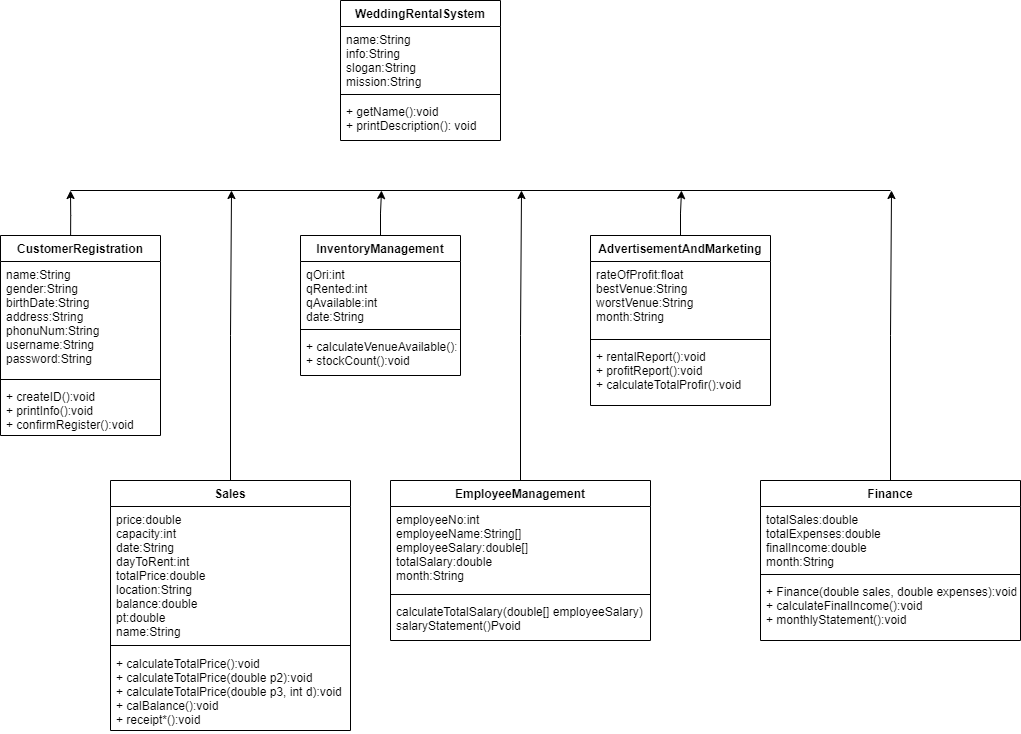 WeddingRentalSystem
name:String
info:String
slogan:String
mission:String
+ getName():void
+ printDescription(): void
CustomerRegistration
name:String
gender:String
birthDate:String
address:String
phonuNum:String
username:String
password:String
+ createID():void
+ printInfo():void
+ confirmRegister():void
InventoryManagement
qOri:int
qRented:int
qAvailable:int
date:String
+ calculateVenueAvailable():
+ stockCount():void
AdvertisementAndMarketing
rateOfProfit:float
bestVenue:String
worstVenue:String
month:String
+ rentalReport():void
+ profitReport():void
+ calculateTotalProfir():void
Sales
price:double
capacity:int
date:String
dayToRent:int
totalPrice:double
location:String
balance:double
pt:double
name:String
+ calculateTotalPrice():void
+ calculateTotalPrice(double p2):void
+ calculateTotalPrice(double p3, int d):void
+ calBalance():void
+ receipt*():void
EmployeeManagement
employeeNo:int
employeeName:String[]
employeeSalary:double[]
totalSalary:double
month:String
calculateTotalSalary(double[] employeeSalary)
salaryStatement()Pvoid
Finance
totalSales:double
totalExpenses:double
finalIncome:double
month:String
+ Finance(double sales, double expenses):void
+ calculateFinalIncome():void
+ monthlyStatement():void